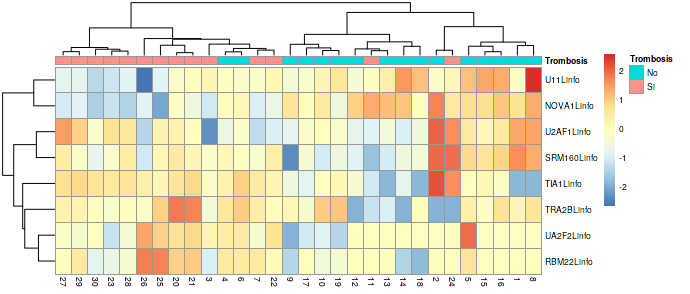 Trombosis
U11Linfo
NOVA1Linfo
U2AF1Linfo
SRM160Linfo
TIA1Linfo
TRA2BLinfo
UA2F2Linfo
RBM22Linfo
27 29 30 23 28 26 25 20 21 3 4 6 7 22 9 17 10 19 12 11 13 14 18 2 24 5 15 16 1 8
2
1
0
-1
-2
Trombosis
No
SI